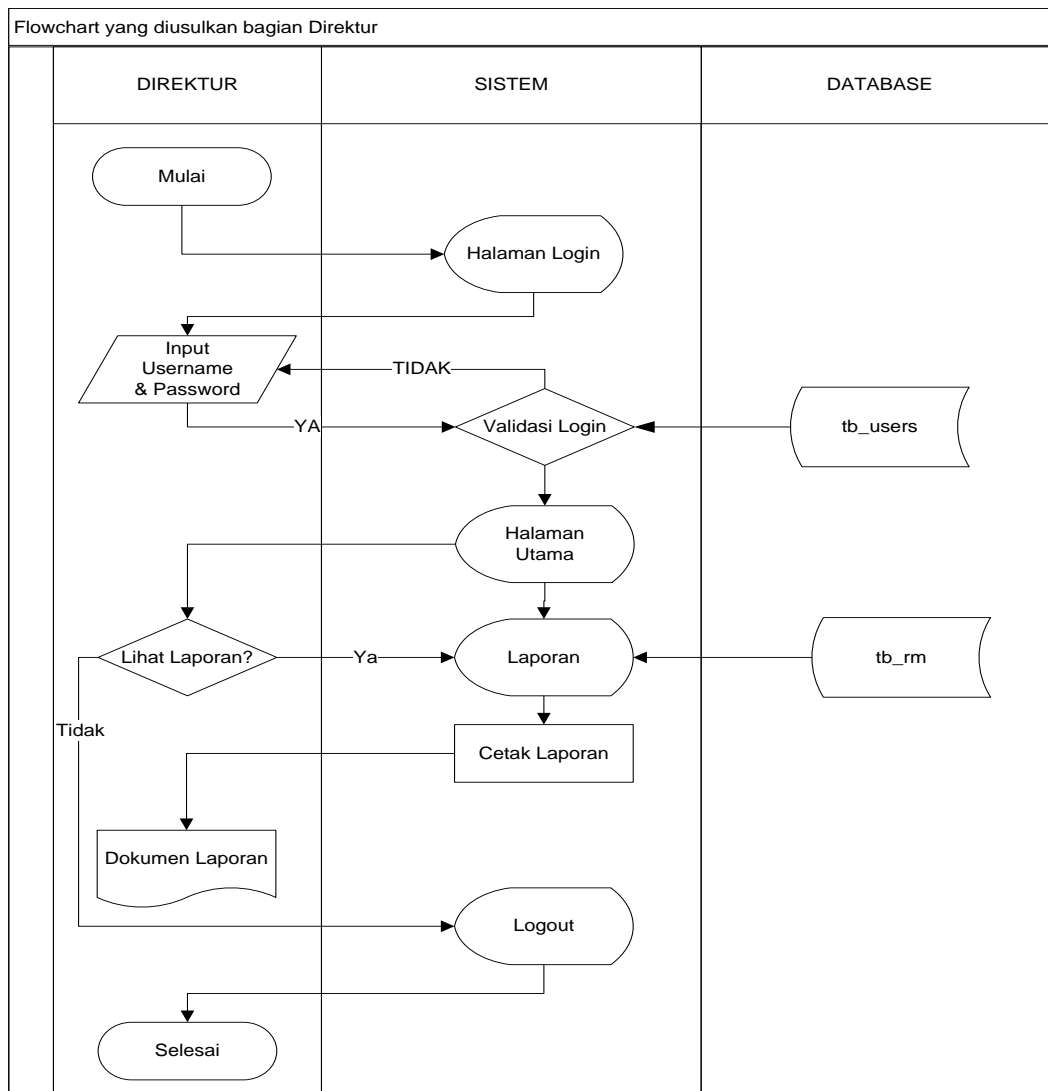 Flowchart yang diusulkan bagian Direktur
DIREKTUR
SISTEM
DATABASE
Mulai
Halaman Login
Input
Username
& Password
TIDAK
YA
Validasi Login
tb_users
Halaman
Utama
Lihat Laporan?
Ya
Laporan
tb_rm
Tidak
Cetak Laporan
Dokumen Laporan
Logout
Selesai